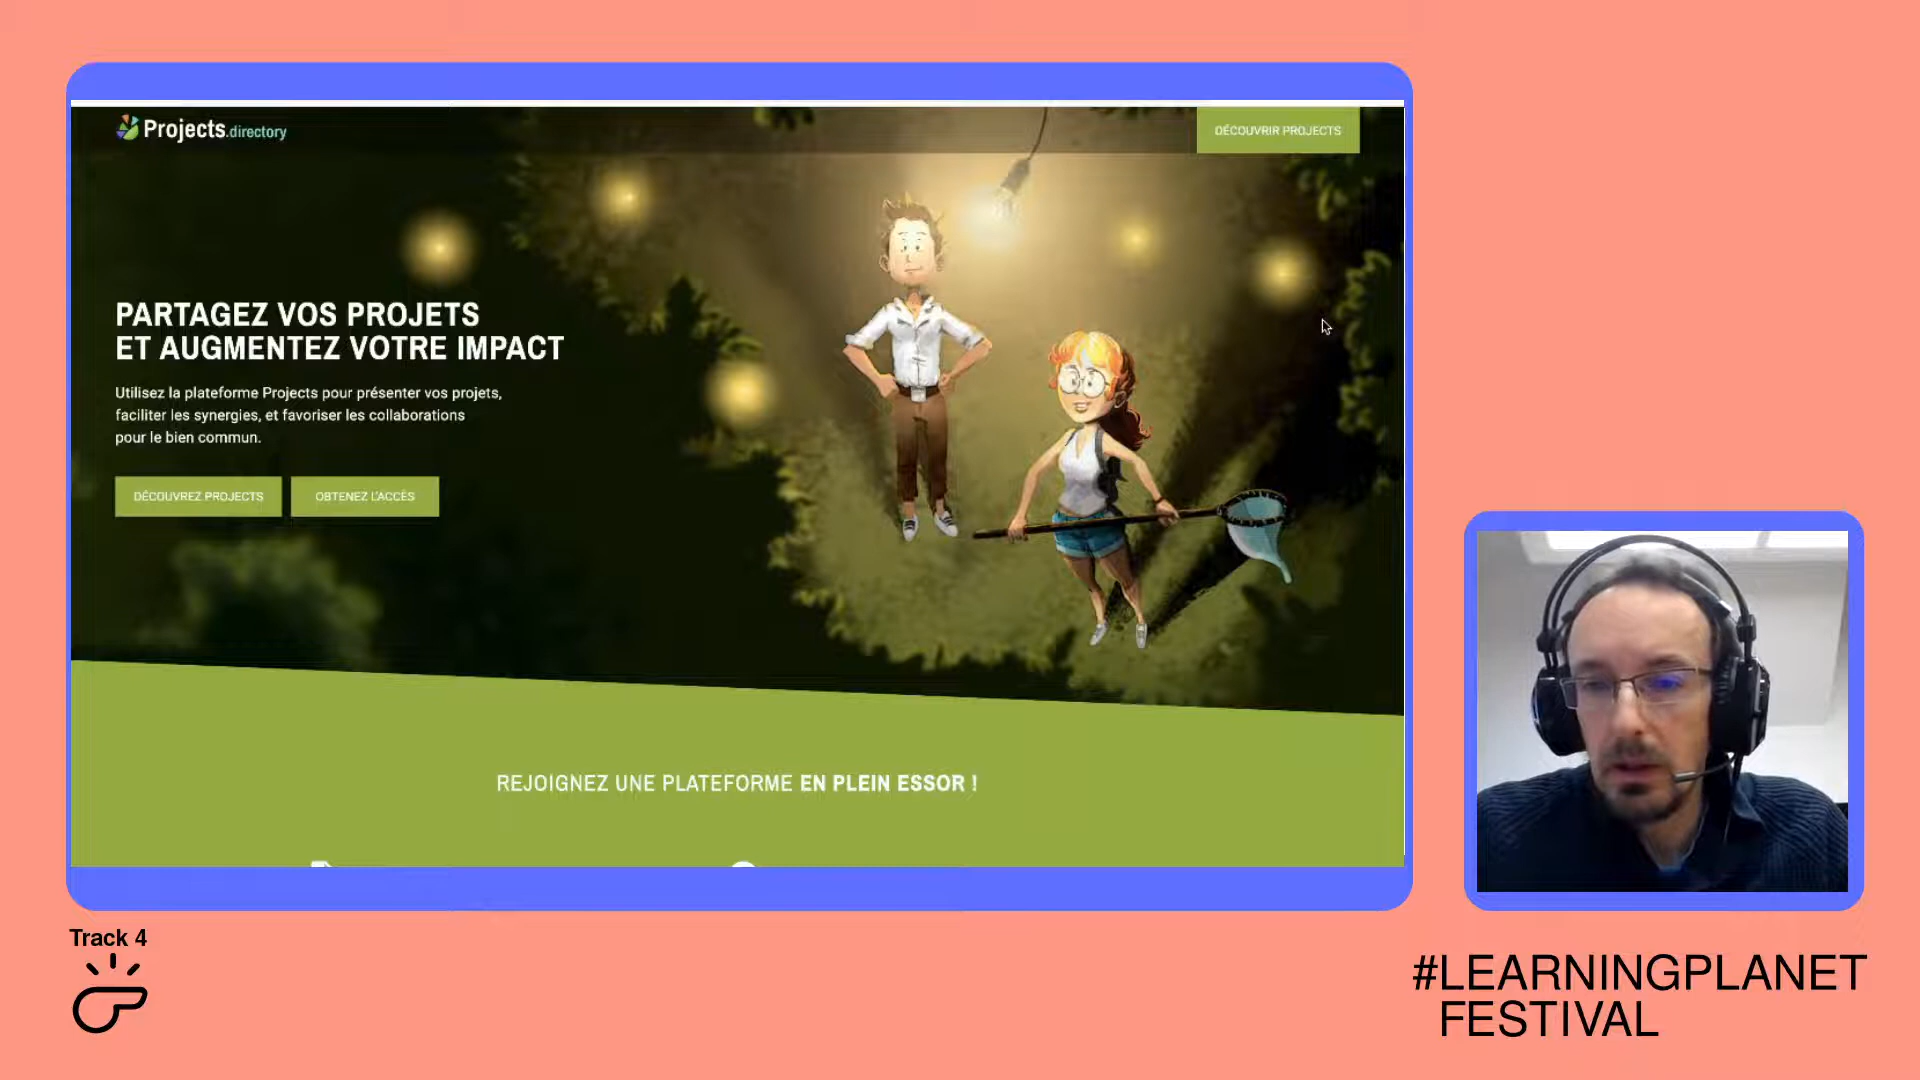 Projects.directory
DÉCOUVRIR PROJECTS
PARTAGEZ VOS PROJETS
ET AUGMENTEZ VOTRE IMPACT
Utilisez la plateforme Projects pour présenter vos projets,
faciliter les synergies, et favoriser les collaborations
pour le bien commun.
DÉCOUVREZ PROJECTS
OBTENEZ L'ACCÈS
REJOIGNEZ UNE PLATEFORME EN PLEIN ESSOR !
Track 4
#LEARNINGPLANET
FESTIVAL